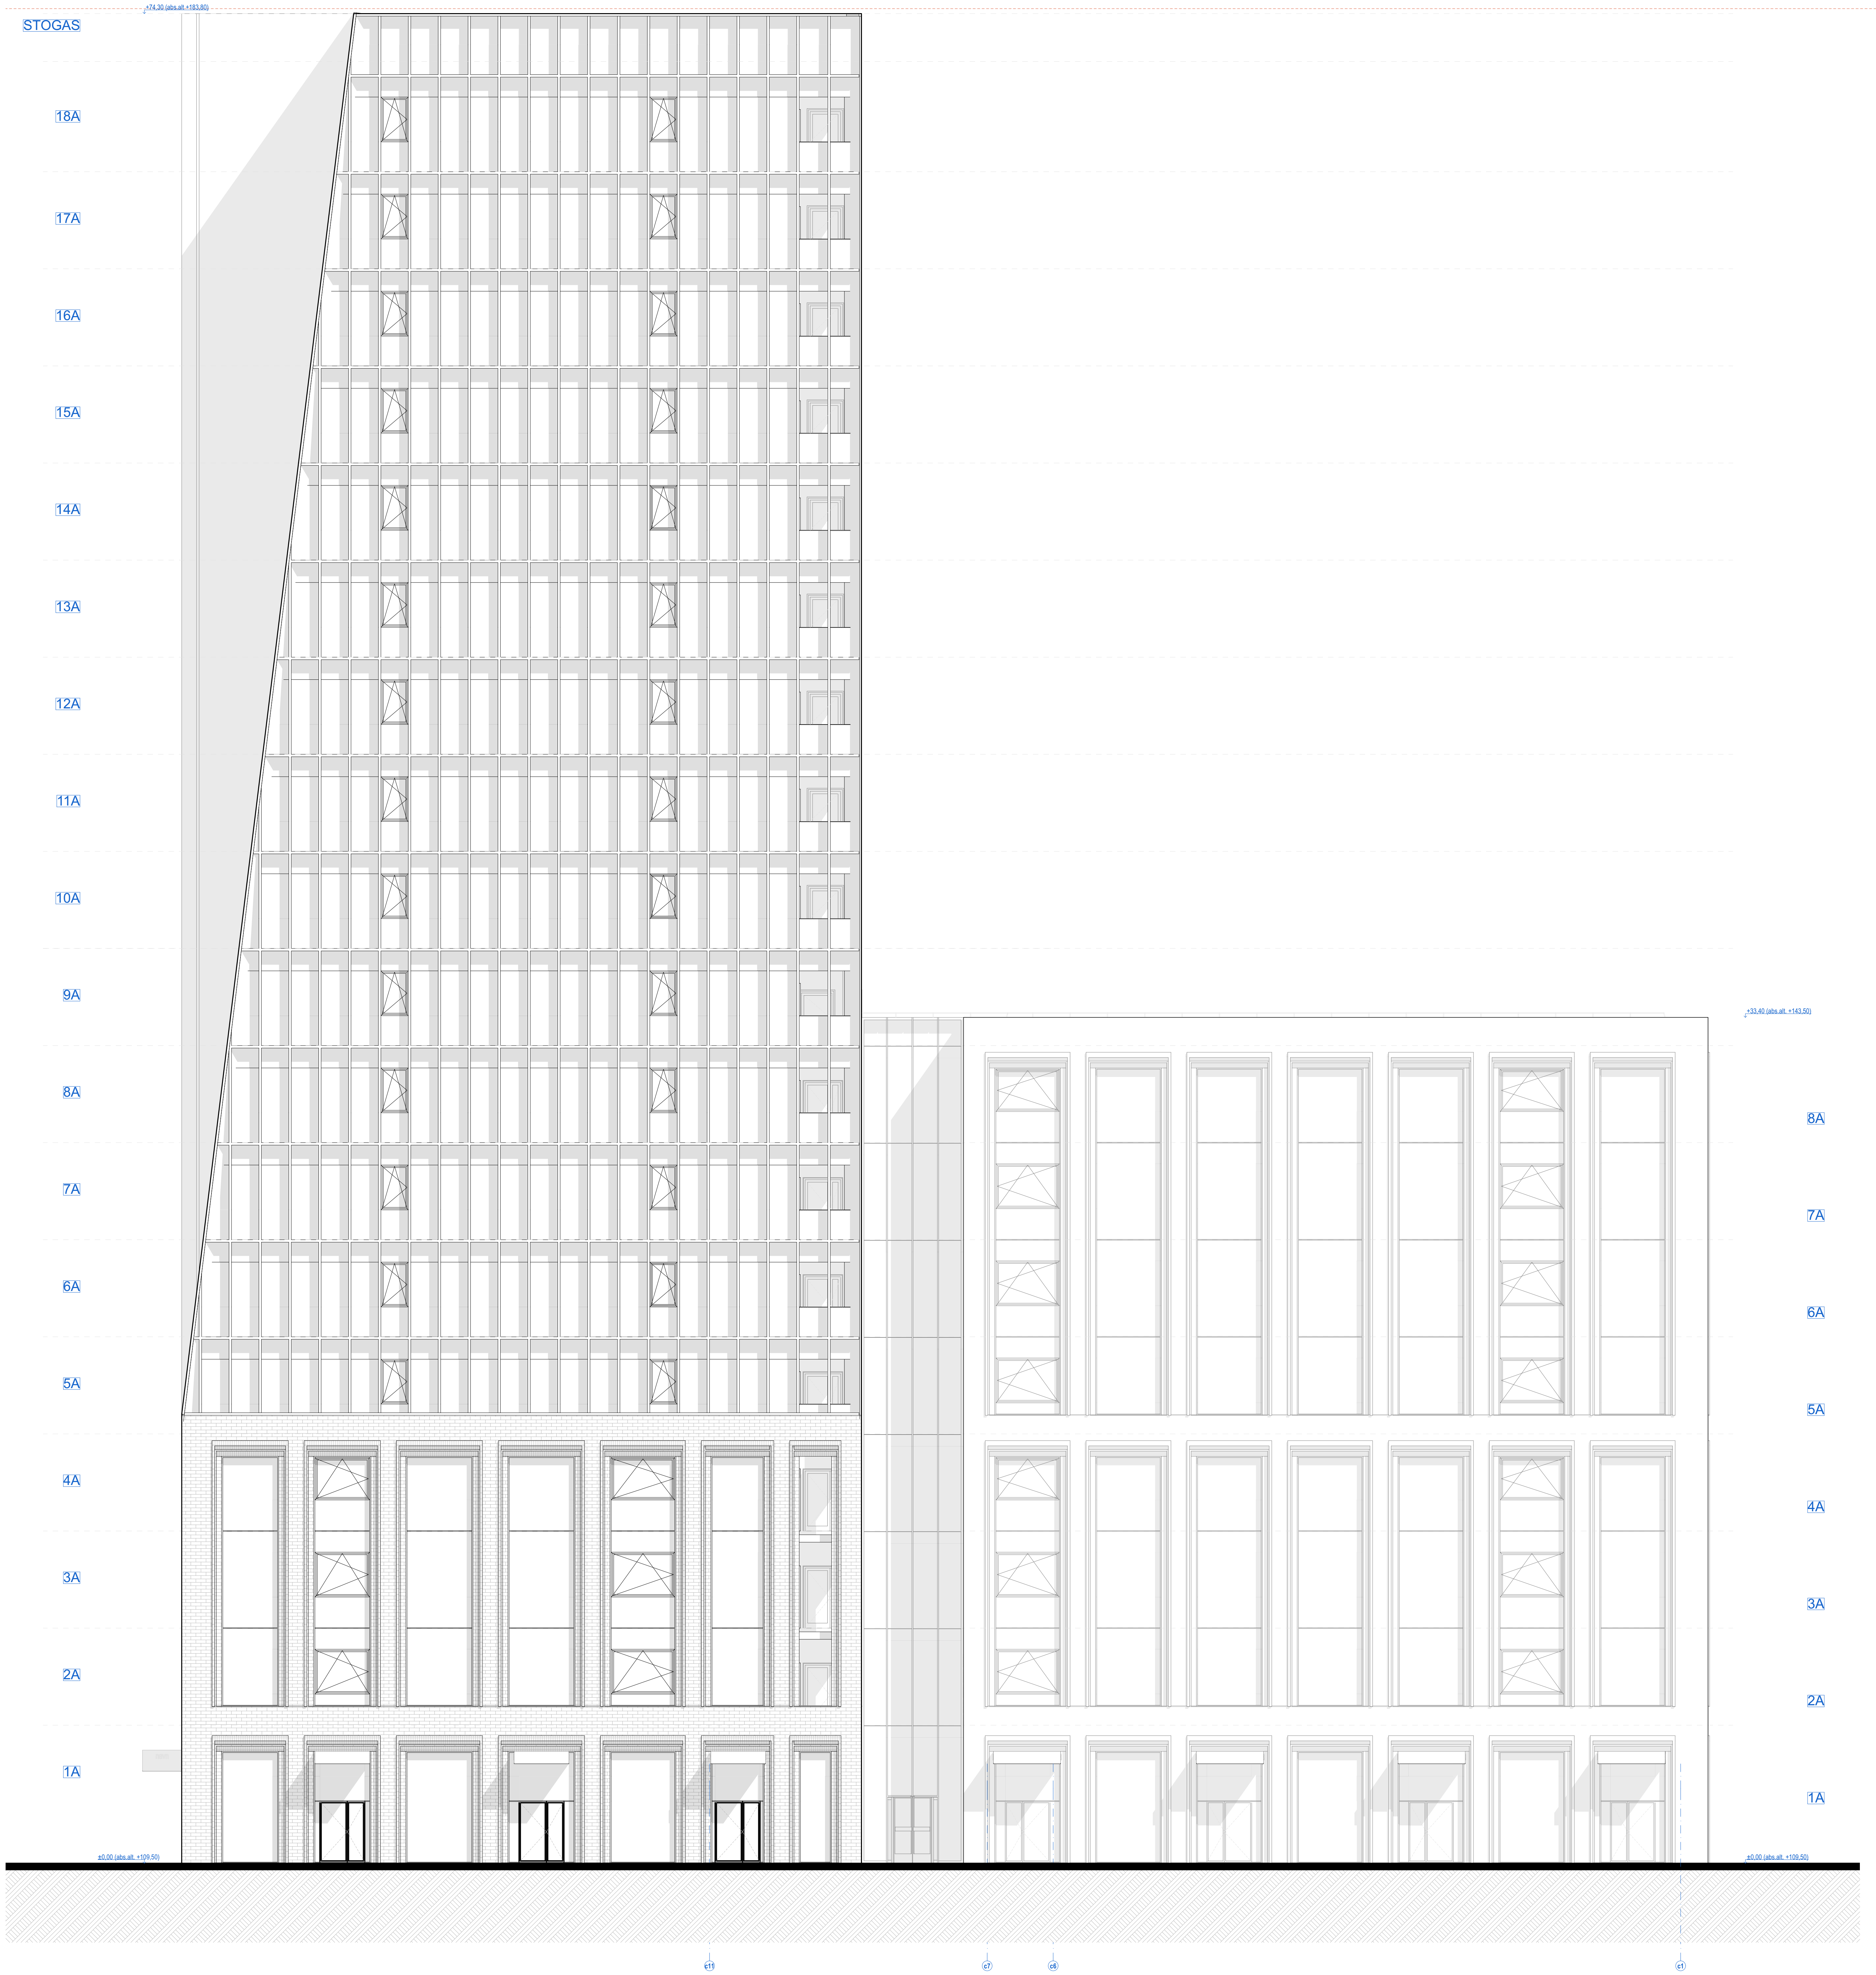 +74,30 (abs.alt +183,80)
STOGAS
18A
17A
16A
15A
14A
13A
12A
11A
10A
9A
+33,40 (abs.alt. +143,50)
8A
8A
7A
7A
6A
6A
5A
5A
4A
4A
3A
3A
2A
2A
1A
1A
±0,00 (abs.alt. +109,50)
±0,00 (abs.alt. +109,50)
c11
c7
c6
c1